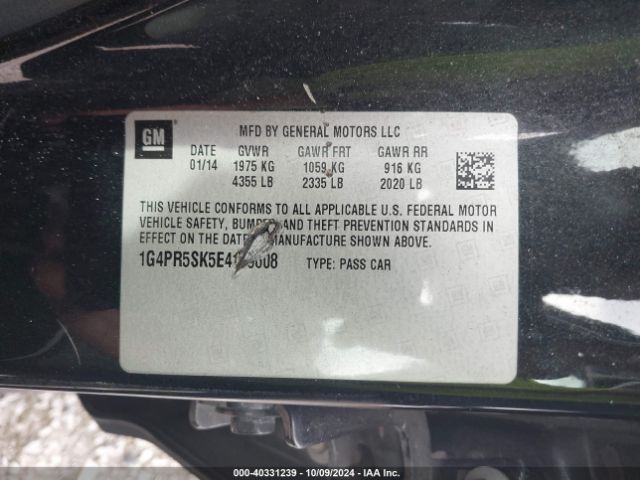 GM
MFD BY GENERAL MOTORS LLC
DATE GVWR GAWR FRT GAWR RR
01/14 1975 KG 1059 KG 916 KG
4355 LB 2335 LB 2020 LB
THIS VEHICLE CONFORMS TO ALL APPLICABLE U.S. FEDERAL MOTOR
VEHICLE SAFETY, AND THEFT PREVENTION STANDARDS IN
EFFECT ON THE MANUFACTURE SHOWN ABOVE.
TYPE: PASS CAR
000-40331239 - 10/09/2024 - IAA Inc.